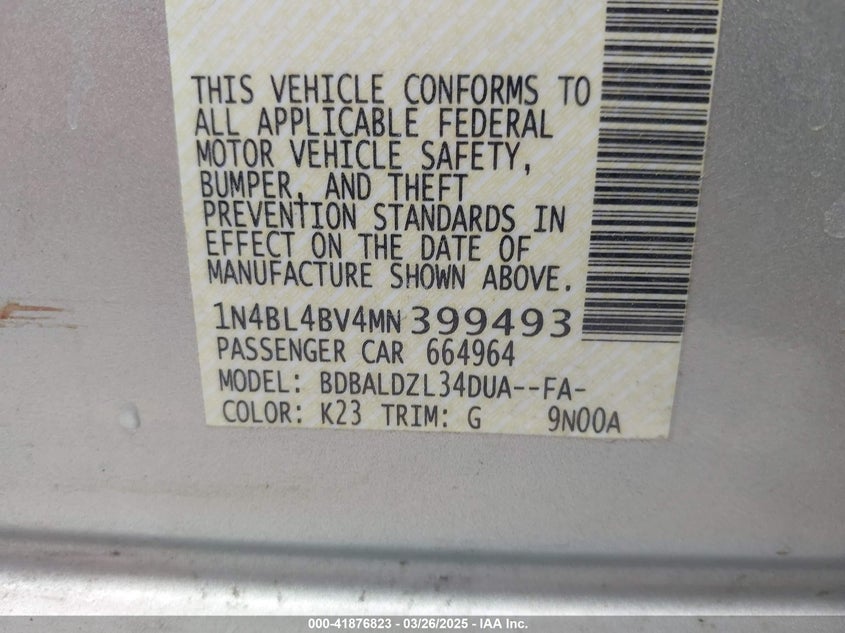 THIS VEHICLE CONFORMS TO
ALL APPLICABLE FEDERAL
MOTOR VEHICLE SAFETY,
BUMPER, AND THEFT
PREVENTION STANDARDS IN
EFFECT ON THE DATE OF
MANUFACTURE SHOWN ABOVE.
1N4BL4BV4MN399493
PASSENGER CAR 664964
MODEL: BDBALDZL34DUA--FA-
COLOR: K23 TRIM: G 9N00A
000-41876823 — 03/26/2025 — IAA Inc.